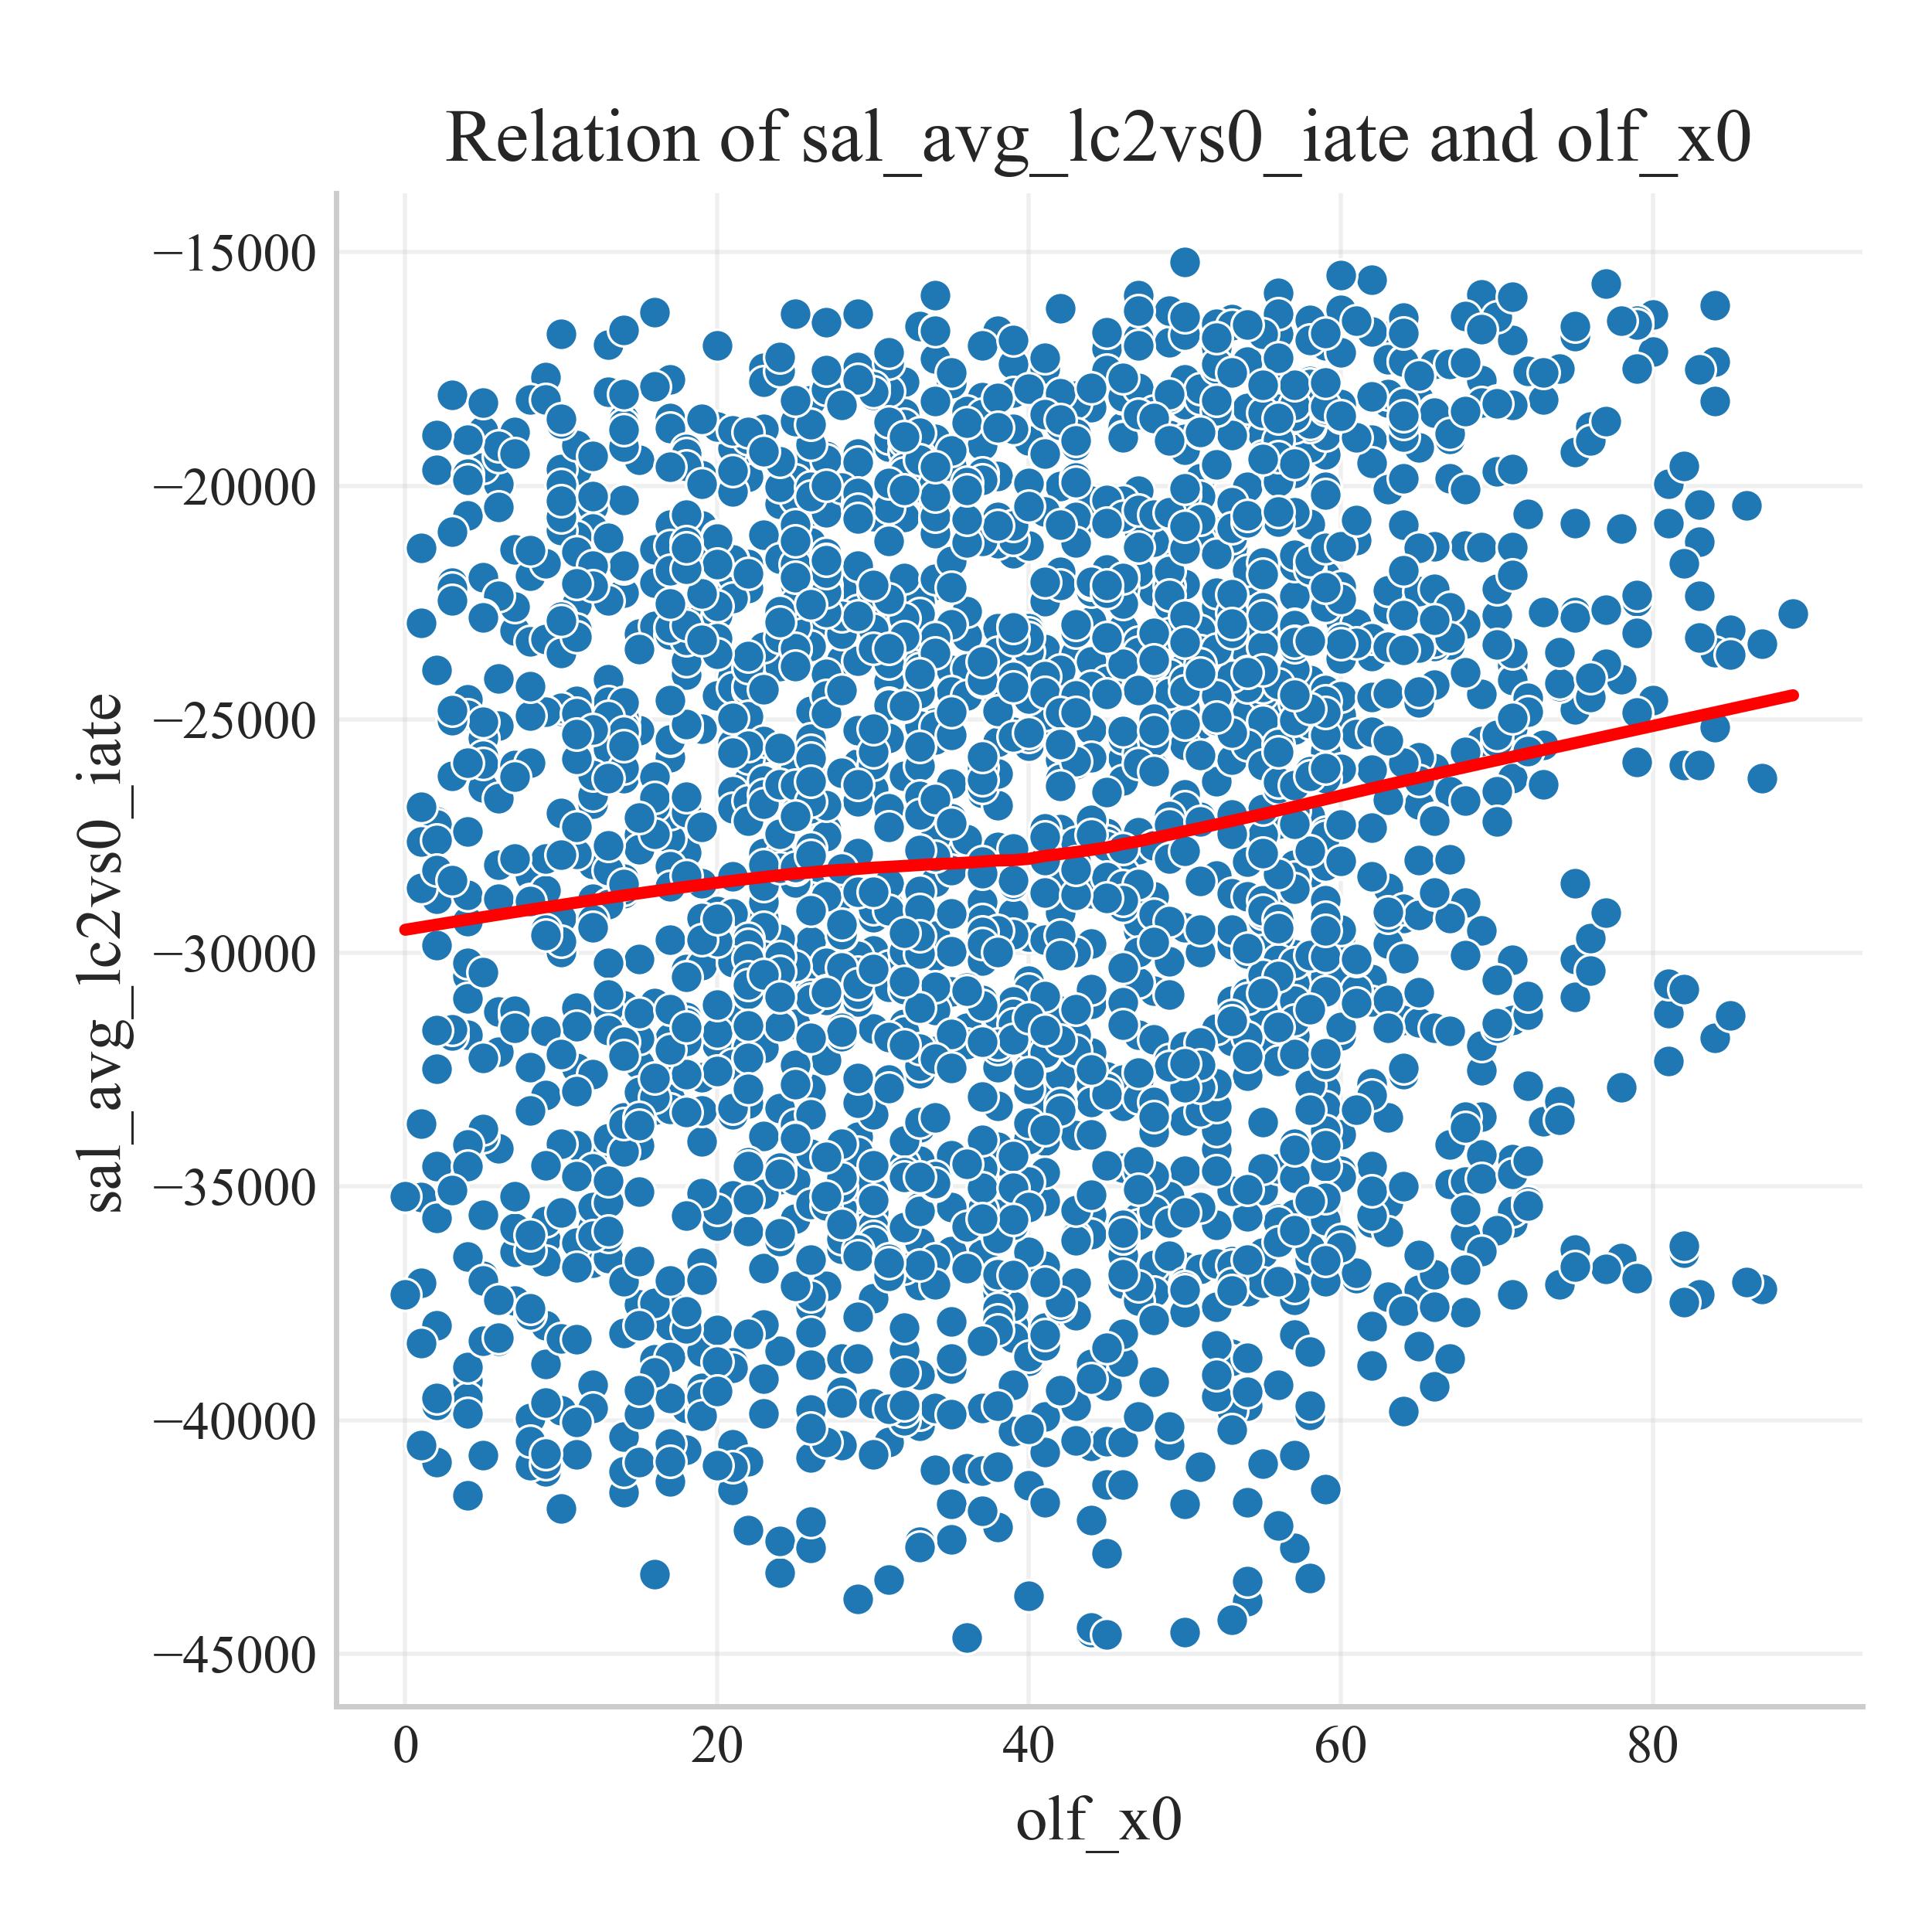 Relation of sal_avg_lc2vs0_iate and olf_x0
sal_avg_lc2vs0_iate
−15000
−20000
−25000
−30000
−35000
−40000
−45000
0 20 40 60 80
olf_x0